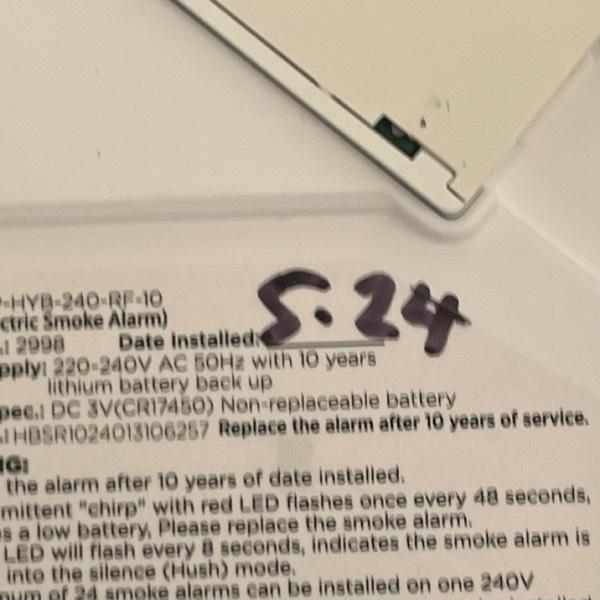 -HYB-240-RF-10
ctric Smoke Alarm)
.: 2998 Date Installed: 5.24
pply: 220-240V AC 50Hz with 10 years
lithium battery back up
pec.: DC 3V(CR17450) Non-replaceable battery
.: HBSR1024013106257 Replace the alarm after 10 years of service.
NG:
the alarm after 10 years of date installed.
mittent "chirp" with red LED flashes once every 48 seconds,
s a low battery, Please replace the smoke alarm.
LED will flash every 8 seconds, indicates the smoke alarm is
into the silence (Hush) mode.
num of 24 smoke alarms can be installed on one 240V